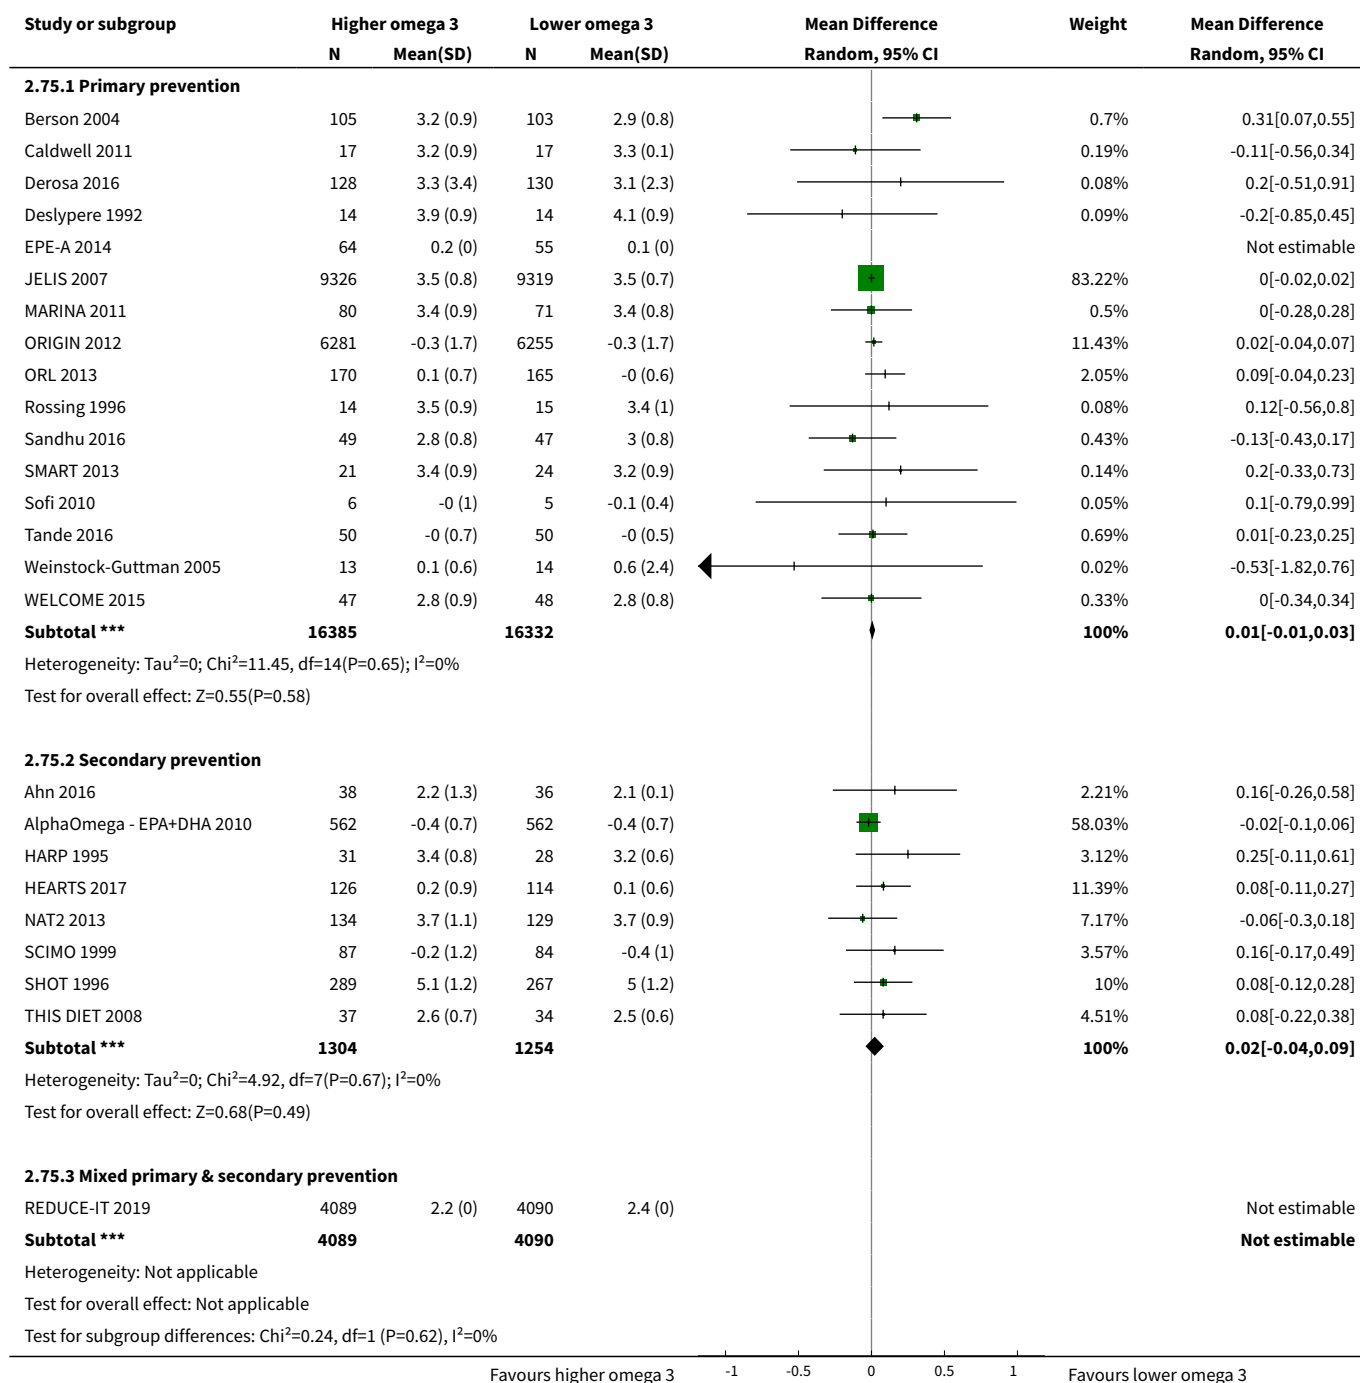 Study or subgroup Higher omega 3 Lower omega 3 Mean Difference Weight Mean Difference
N Mean(SD) N Mean(SD) Random, 95% CI Random, 95% CI
2.75.1 Primary prevention
Berson 2004 105 3.2 (0.9) 103 2.9 (0.8) 0.7% 0.31[0.07,0.55]
Caldwell 2011 17 3.2 (0.9) 17 3.3 (0.1) 0.19% -0.11[-0.56,0.34]
Derosa 2016 128 3.3 (3.4) 130 3.1 (2.3) 0.08% 0.2[-0.51,0.91]
Deslypere 1992 14 3.9 (0.9) 14 4.1 (0.9) 0.09% -0.2[-0.85,0.45]
EPE-A 2014 64 0.2 (0) 55 0.1 (0) Not estimable
JELIS 2007 9326 3.5 (0.8) 9319 3.5 (0.7) 83.22% 0[-0.02,0.02]
MARINA 2011 80 3.4 (0.9) 71 3.4 (0.8) 0.5% 0[-0.28,0.28]
ORIGIN 2012 6281 -0.3 (1.7) 6255 -0.3 (1.7) 11.43% 0.02[-0.04,0.07]
ORL 2013 170 0.1 (0.7) 165 -0 (0.6) 2.05% 0.09[-0.04,0.23]
Rossing 1996 14 3.5 (0.9) 15 3.4 (1) 0.08% 0.12[-0.56,0.8]
Sandhu 2016 49 2.8 (0.8) 47 3 (0.8) 0.43% -0.13[-0.43,0.17]
SMART 2013 21 3.4 (0.9) 24 3.2 (0.9) 0.14% 0.2[-0.33,0.73]
Sofi 2010 6 -0 (1) 5 -0.1 (0.4) 0.05% 0.1[-0.79,0.99]
Tande 2016 50 -0 (0.7) 50 -0 (0.5) 0.69% 0.01[-0.23,0.25]
Weinstock-Guttman 2005 13 0.1 (0.6) 14 0.6 (2.4) 0.02% -0.53[-1.82,0.76]
WELCOME 2015 47 2.8 (0.9) 48 2.8 (0.8) 0.33% 0[-0.34,0.34]
Subtotal *** 16385 16332 100% 0.01[-0.01,0.03]
Heterogeneity: Tau²=0; Chi²=11.45, df=14(P=0.65); I²=0%
Test for overall effect: Z=0.55(P=0.58)
2.75.2 Secondary prevention
Ahn 2016 38 2.2 (1.3) 36 2.1 (0.1) 2.21% 0.16[-0.26,0.58]
AlphaOmega - EPA+DHA 2010 562 -0.4 (0.7) 562 -0.4 (0.7) 58.03% -0.02[-0.1,0.06]
HARP 1995 31 3.4 (0.8) 28 3.2 (0.6) 3.12% 0.25[-0.11,0.61]
HEARTS 2017 126 0.2 (0.9) 114 0.1 (0.6) 11.39% 0.08[-0.11,0.27]
NAT2 2013 134 3.7 (1.1) 129 3.7 (0.9) 7.17% -0.06[-0.3,0.18]
SCIMO 1999 87 -0.2 (1.2) 84 -0.4 (1) 3.57% 0.16[-0.17,0.49]
SHOT 1996 289 5.1 (1.2) 267 5 (1.2) 10% 0.08[-0.12,0.28]
THIS DIET 2008 37 2.6 (0.7) 34 2.5 (0.6) 4.51% 0.08[-0.22,0.38]
Subtotal *** 1304 1254 100% 0.02[-0.04,0.09]
Heterogeneity: Tau²=0; Chi²=4.92, df=7(P=0.67); I²=0%
Test for overall effect: Z=0.68(P=0.49)
2.75.3 Mixed primary & secondary prevention
REDUCE-IT 2019 4089 2.2 (0) 4090 2.4 (0) Not estimable
Subtotal *** 4089 4090 Not estimable
Heterogeneity: Not applicable
Test for overall effect: Not applicable
Test for subgroup differences: Chi²=0.24, df=1 (P=0.62), I²=0%
Favours higher omega 3 -1 -0.5 0 0.5 1 Favours lower omega 3